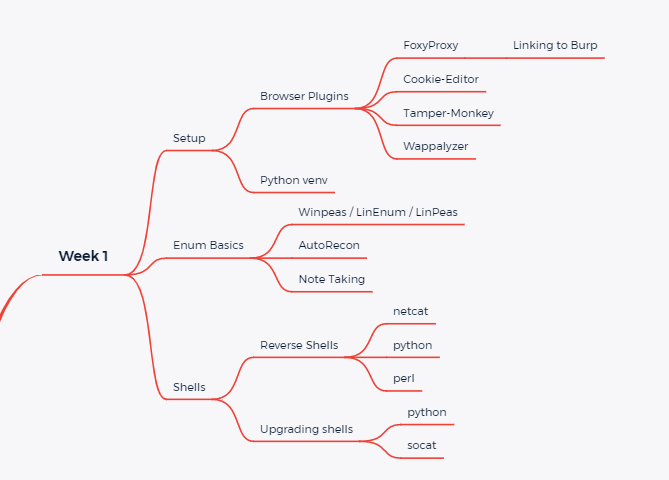 Week 1
Setup
Browser Plugins
FoxyProxy
Linking to Burp
Cookie-Editor
Tamper-Monkey
Wappalyzer
Python venv
Enum Basics
Winpeas / LinEnum / LinPeas
AutoRecon
Note Taking
Shells
Reverse Shells
netcat
python
perl
Upgrading shells
python
socat